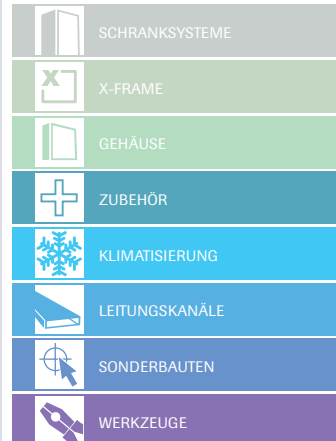 SCHRANKSYSTEME
X-FRAME
GEHÄUSE
ZUBEHÖR
KLIMATISIERUNG
LEITUNGSKANÄLE
SONDERBAUTEN
WERKZEUGE